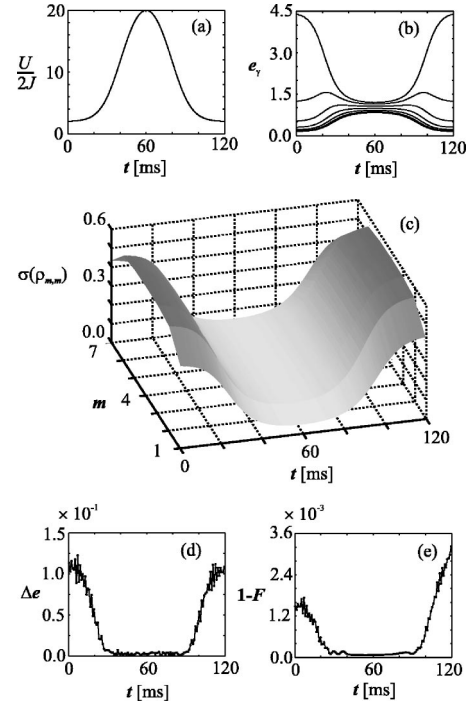 (a)
U
2J
20
10
0
0
60
120
t [ms]
(b)
e_γ
4.5
3.0
1.5
0.0
0
60
120
t [ms]
(c)
σ(ρ_m,m)
0.6
0.3
0.0
7
4
1
m
0
60
120
t [ms]
× 10⁻¹
(d)
Δe
1.5
1.0
0.5
0.0
0
60
120
t [ms]
× 10⁻³
(e)
1-F
3.6
2.4
1.2
0.0
0
60
120
t [ms]